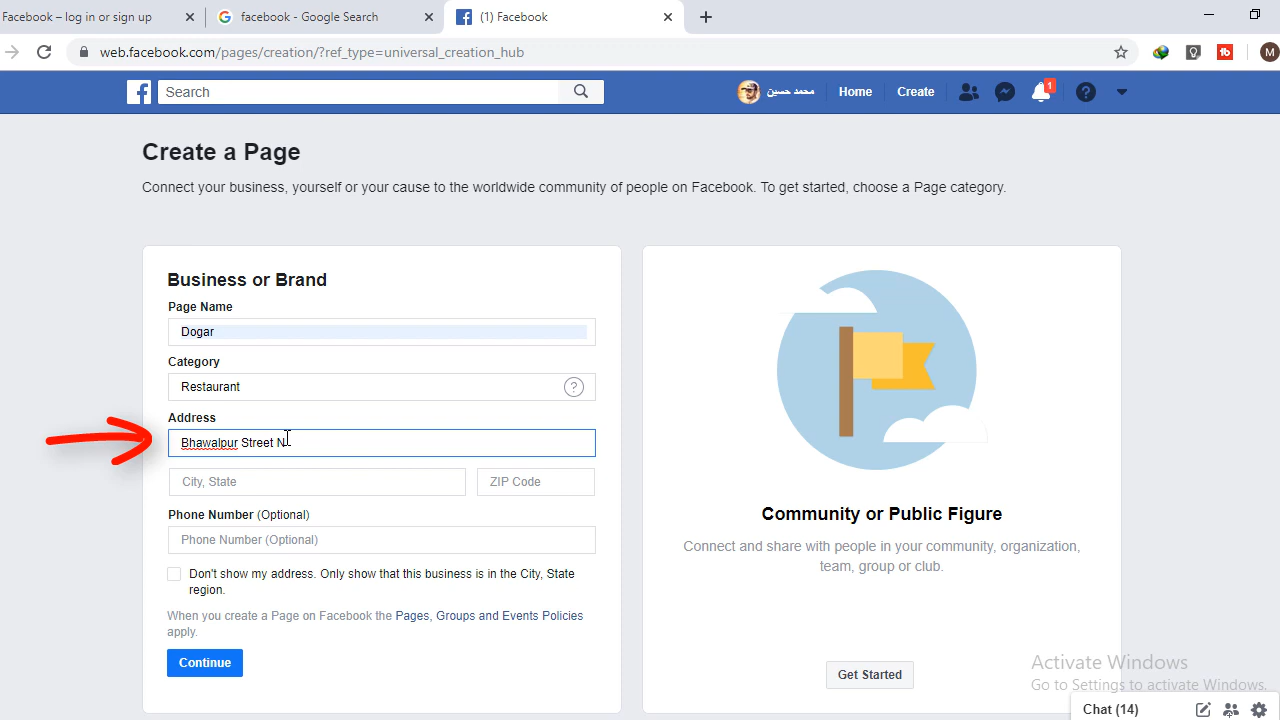 Facebook – log in or sign up
facebook - Google Search
(1) Facebook
web.facebook.com/pages/creation/?ref_type=universal_creation_hub
M
Search
محمد حسين
Home
Create
1
Create a Page
Connect your business, yourself or your cause to the worldwide community of people on Facebook. To get started, choose a Page category.
Business or Brand
Page Name
Dogar
Category
Restaurant
?
Address
Bhawalpur Street N
City, State
ZIP Code
Phone Number (Optional)
Phone Number (Optional)
Don't show my address. Only show that this business is in the City, State
region.
When you create a Page on Facebook the Pages, Groups and Events Policies
apply.
Continue
Community or Public Figure
Connect and share with people in your community, organization,
team, group or club.
Get Started
Activate Windows
Go to Settings to activate Windows.
Chat (14)